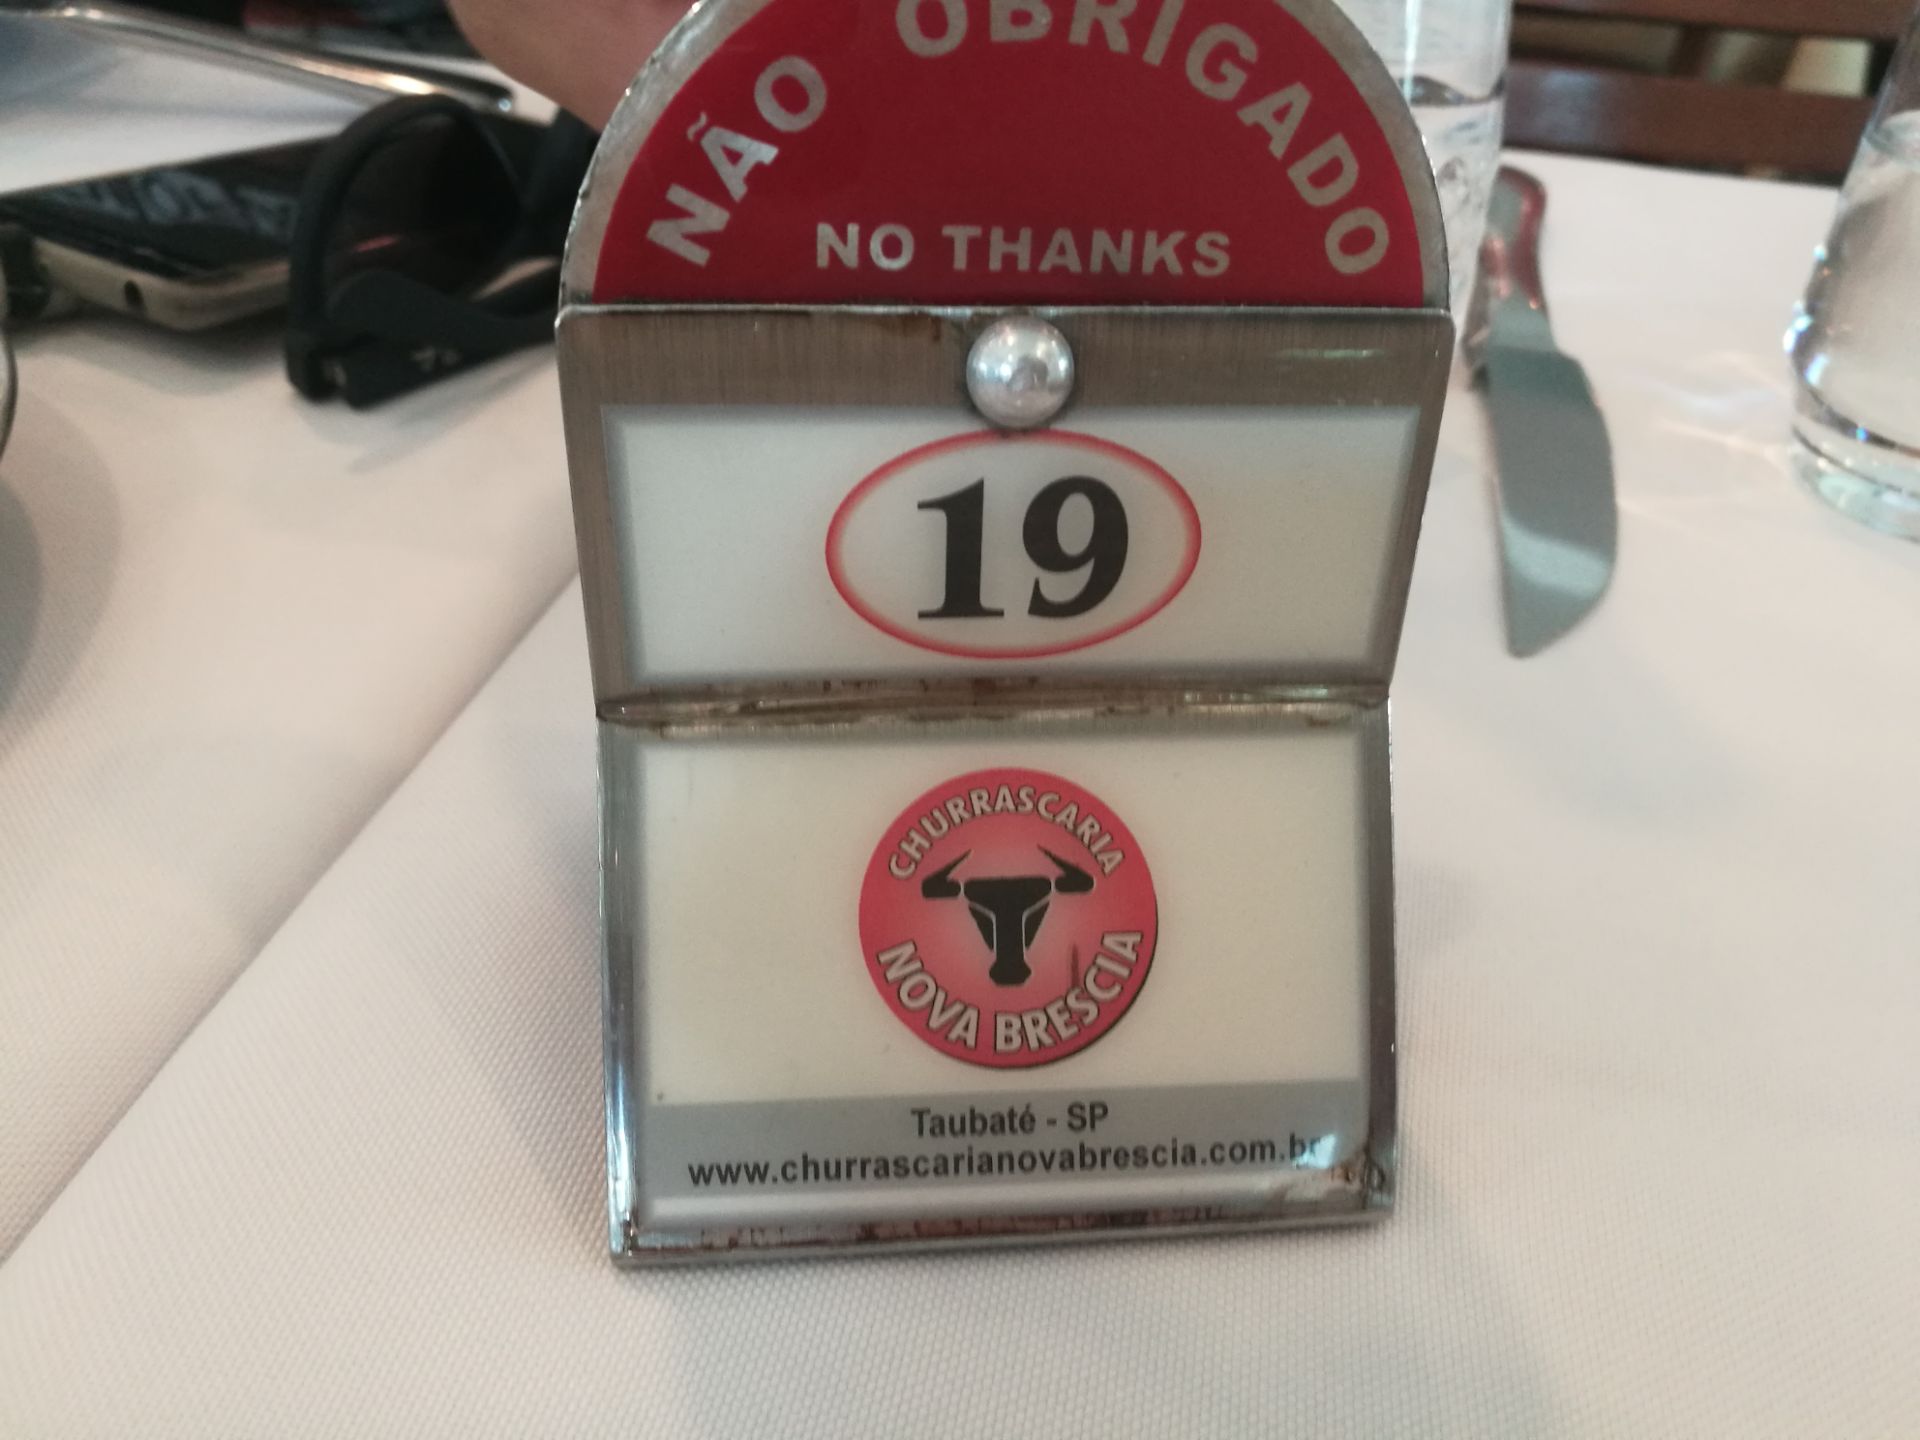 NÃO OBRIGADO
NO THANKS
19
CHURRASCARIA
NOVA BRESCIA
Taubaté - SP
www.churrascarianovabrescia.com.br